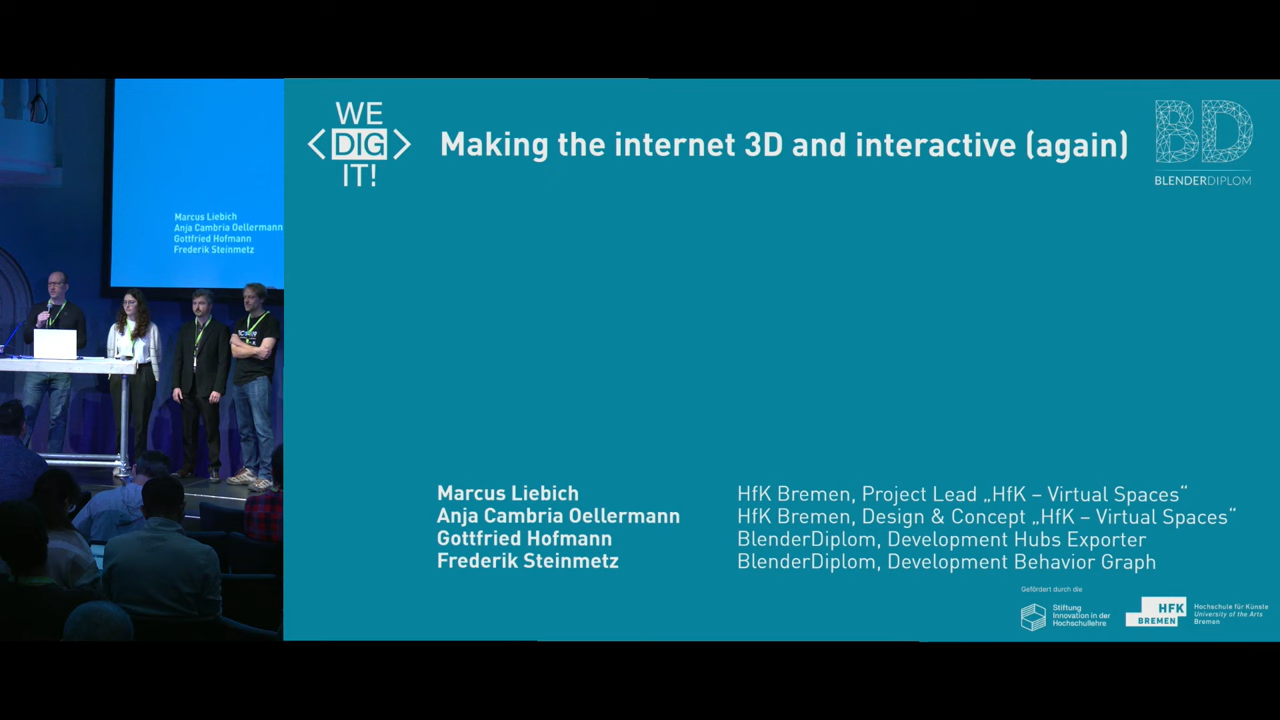 WE
<DIG>
IT!
Making the internet 3D and interactive (again)
BD
BLENDERDIPLOM
Marcus Liebich
Anja Cambria Oellermann
Gottfried Hofmann
Frederik Steinmetz
Marcus Liebich HfK Bremen, Project Lead „HfK – Virtual Spaces“
Anja Cambria Oellermann HfK Bremen, Design & Concept „HfK – Virtual Spaces“
Gottfried Hofmann BlenderDiplom, Development Hubs Exporter
Frederik Steinmetz BlenderDiplom, Development Behavior Graph
Gefördert durch die
Stiftung
Innovation in der
Hochschullehre
HFK
BREMEN
Hochschule für Künste
University of the Arts
Bremen